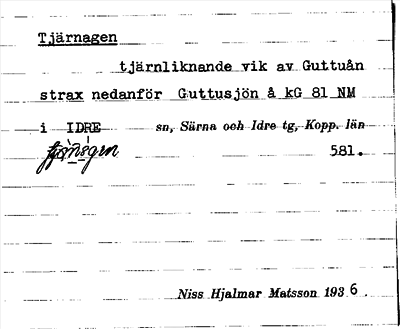 Tjärnagen
tjärnliknande vik av Guttuån
strax nedanför Guttusjön å kG 81 NM
i IDRE sn, Särna och Idre tg, Kopp. län
581.
Niss Hjalmar Matsson 1936.